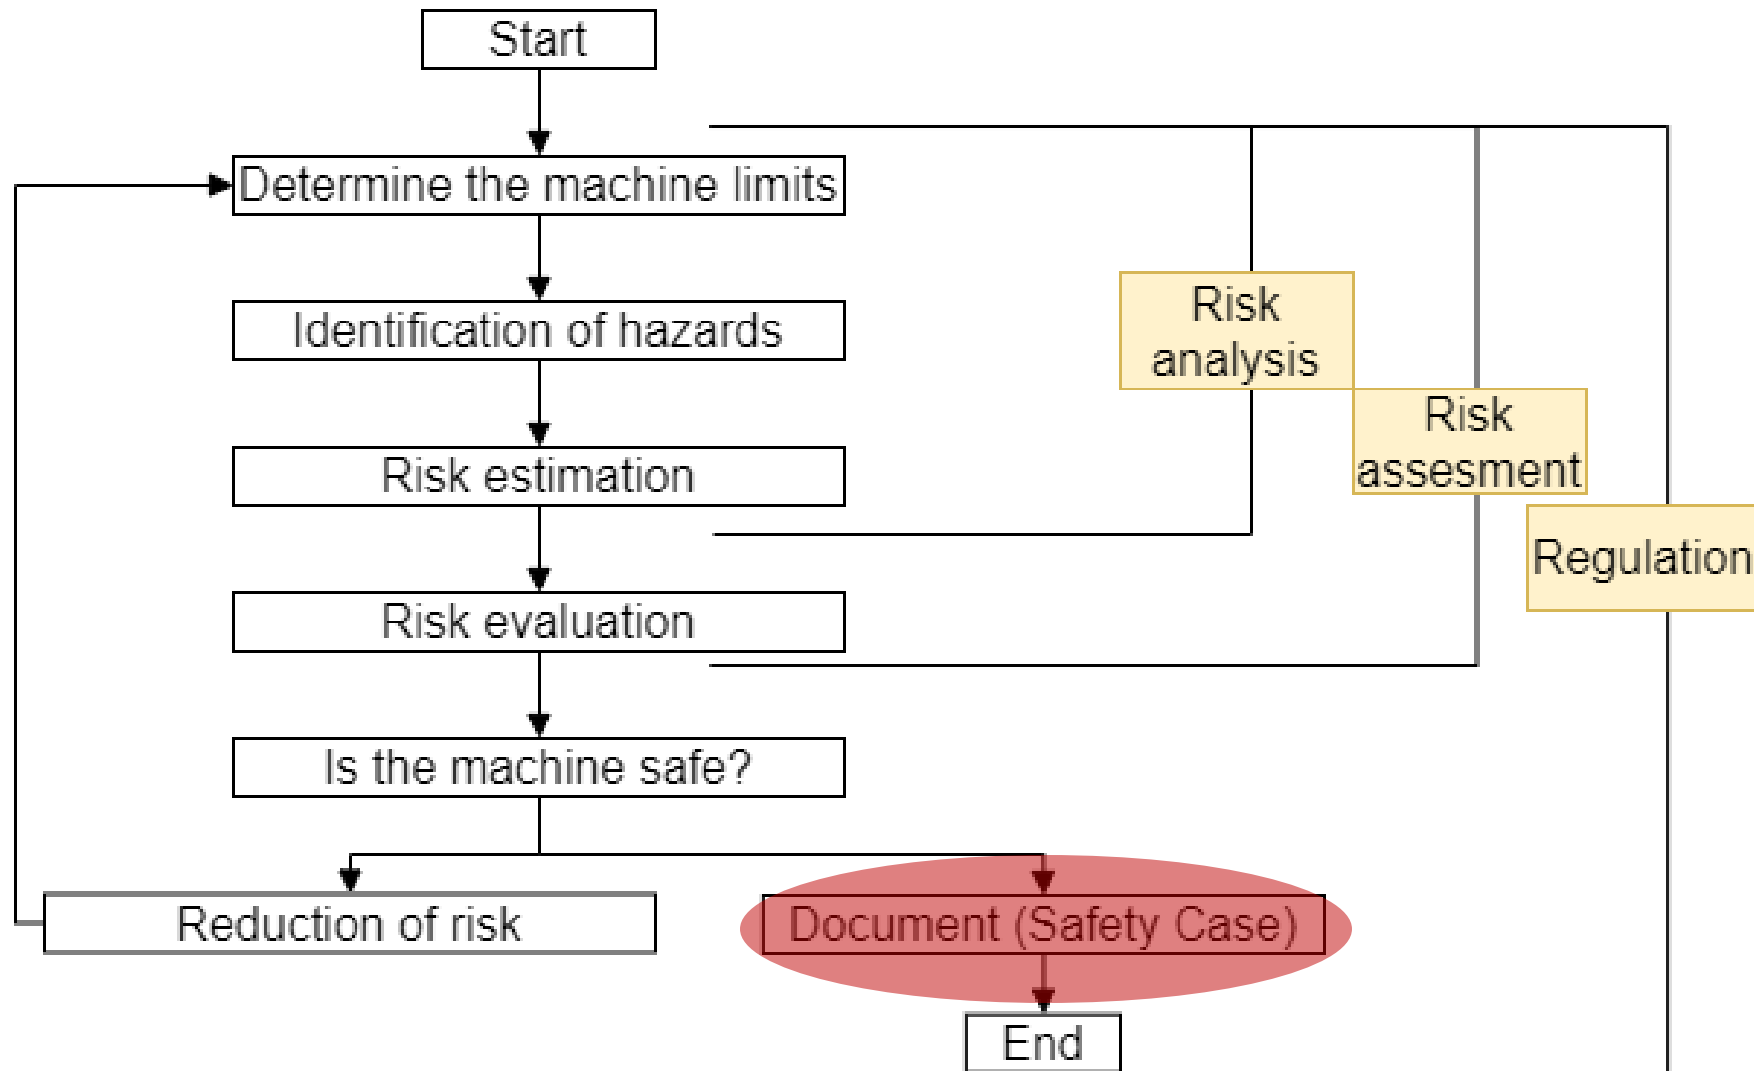 Start
Determine the machine limits
Identification of hazards
Risk estimation
Risk evaluation
Is the machine safe?
Reduction of risk
Document (Safety Case)
End
Risk
analysis
Risk
assesment
Regulation